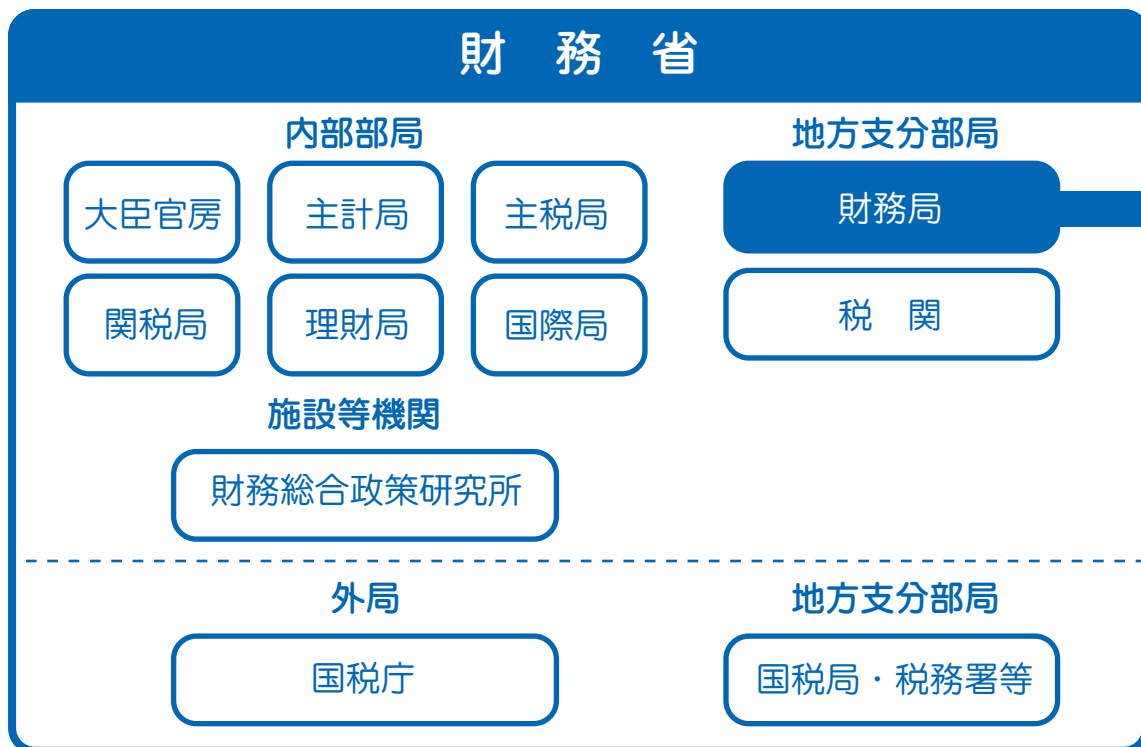 財 務 省
内部部局
大臣官房
主計局
主税局
関税局
理財局
国際局
施設等機関
財務総合政策研究所
地方支分部局
財務局
税 関
外局
国税庁
地方支分部局
国税局・税務署等